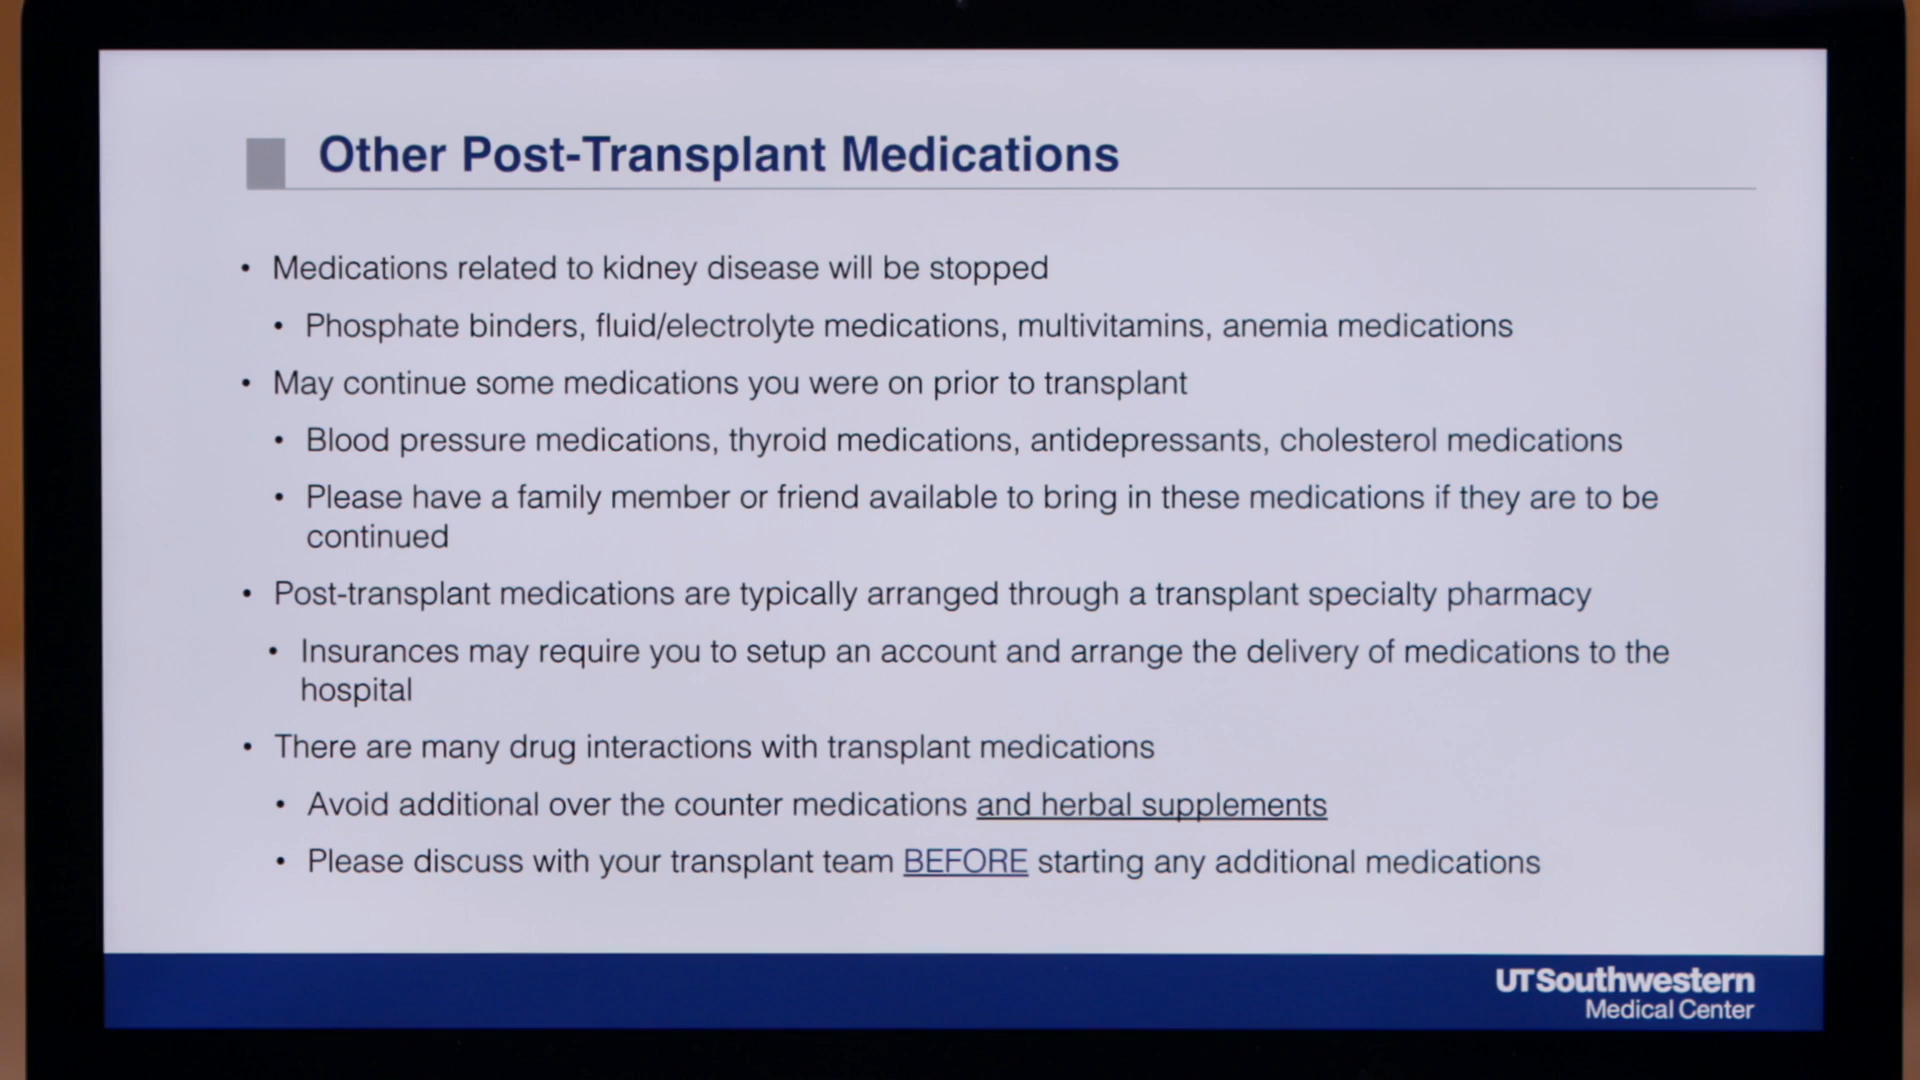 Other Post-Transplant Medications
• Medications related to kidney disease will be stopped
• Phosphate binders, fluid/electrolyte medications, multivitamins, anemia medications
• May continue some medications you were on prior to transplant
• Blood pressure medications, thyroid medications, antidepressants, cholesterol medications
• Please have a family member or friend available to bring in these medications if they are to be
continued
• Post-transplant medications are typically arranged through a transplant specialty pharmacy
• Insurances may require you to setup an account and arrange the delivery of medications to the
hospital
• There are many drug interactions with transplant medications
• Avoid additional over the counter medications and herbal supplements
• Please discuss with your transplant team BEFORE starting any additional medications
UTSouthwestern
Medical Center